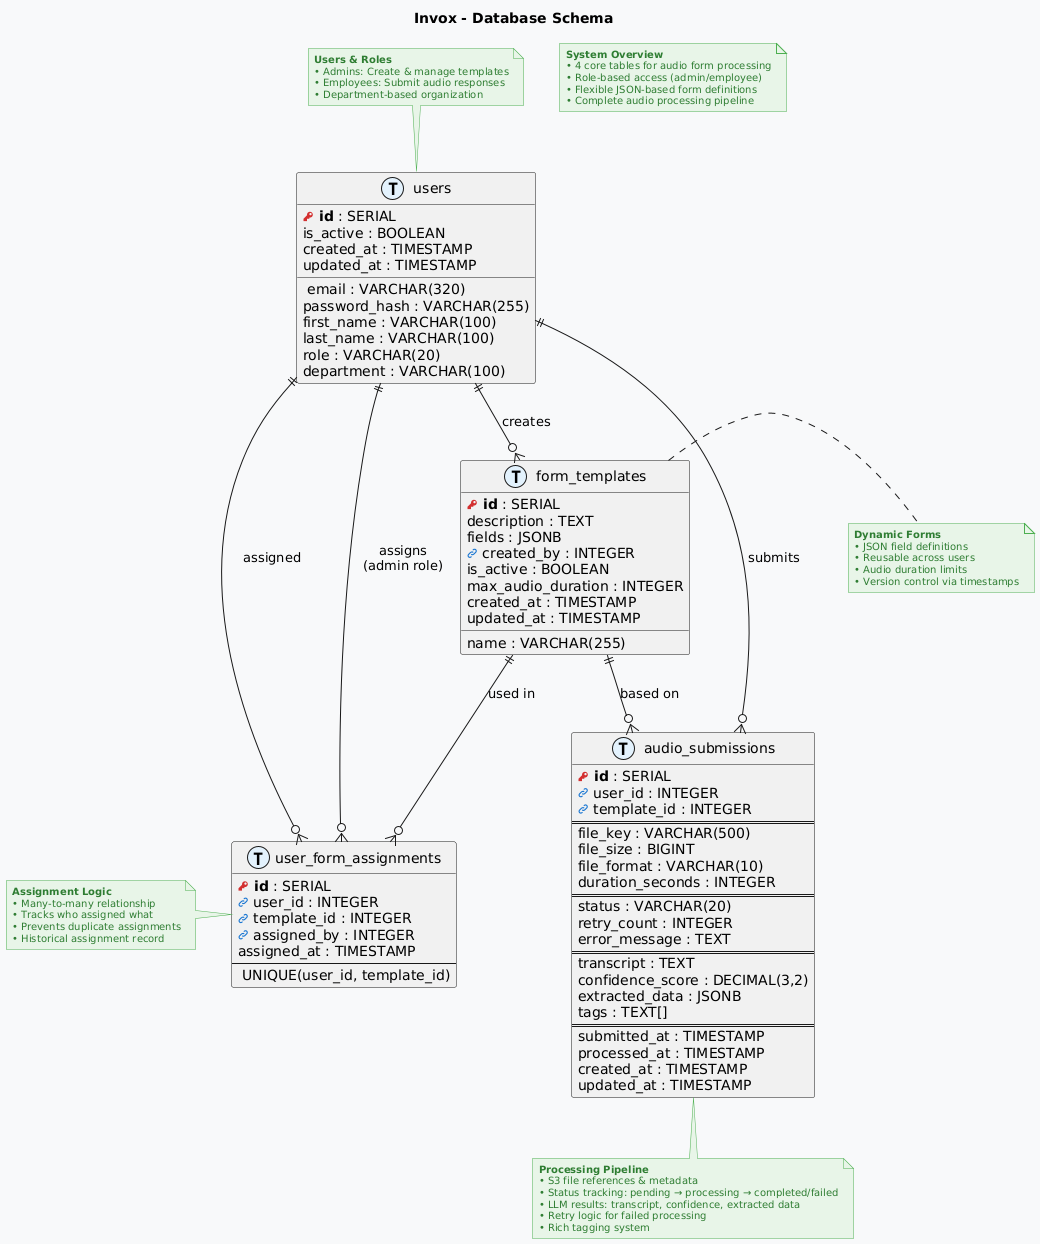 Invox - Database Schema
Users & Roles
• Admins: Create & manage templates
• Employees: Submit audio responses
• Department-based organization
System Overview
• 4 core tables for audio form processing
• Role-based access (admin/employee)
• Flexible JSON-based form definitions
• Complete audio processing pipeline
T users
id : SERIAL
is_active : BOOLEAN
created_at : TIMESTAMP
updated_at : TIMESTAMP
email : VARCHAR(320)
password_hash : VARCHAR(255)
first_name : VARCHAR(100)
last_name : VARCHAR(100)
role : VARCHAR(20)
department : VARCHAR(100)
creates
T form_templates
id : SERIAL
description : TEXT
fields : JSONB
created_by : INTEGER
is_active : BOOLEAN
max_audio_duration : INTEGER
created_at : TIMESTAMP
updated_at : TIMESTAMP
name : VARCHAR(255)
assigned
assigns
(admin role)
submits
Dynamic Forms
• JSON field definitions
• Reusable across users
• Audio duration limits
• Version control via timestamps
used in
based on
T audio_submissions
id : SERIAL
user_id : INTEGER
template_id : INTEGER
file_key : VARCHAR(500)
file_size : BIGINT
file_format : VARCHAR(10)
duration_seconds : INTEGER
status : VARCHAR(20)
retry_count : INTEGER
error_message : TEXT
transcript : TEXT
confidence_score : DECIMAL(3,2)
extracted_data : JSONB
tags : TEXT[]
submitted_at : TIMESTAMP
processed_at : TIMESTAMP
created_at : TIMESTAMP
updated_at : TIMESTAMP
T user_form_assignments
id : SERIAL
user_id : INTEGER
template_id : INTEGER
assigned_by : INTEGER
assigned_at : TIMESTAMP
UNIQUE(user_id, template_id)
Assignment Logic
• Many-to-many relationship
• Tracks who assigned what
• Prevents duplicate assignments
• Historical assignment record
Processing Pipeline
• S3 file references & metadata
• Status tracking: pending → processing → completed/failed
• LLM results: transcript, confidence, extracted data
• Retry logic for failed processing
• Rich tagging system